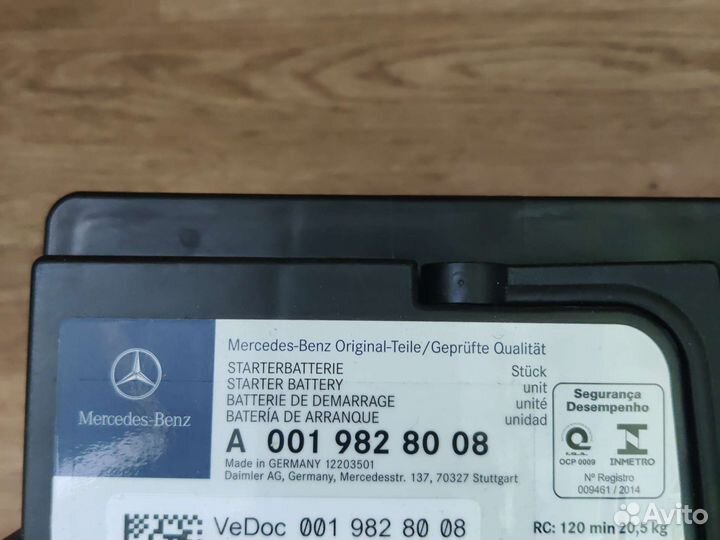 Mercedes-Benz Original-Teile/Geprüfte Qualität
STARTERBATTERIE
STARTER BATTERY
BATTERIE DE DEMARRAGE
BATERÍA DE ARRANQUE
Stück
unit
unité
unidad
Mercedes-Benz
A 001 982 80 08
Made in GERMANY 12203501
Daimler AG, Germany, Mercedesstr. 137, 70327 Stuttgart
Segurança
Desempenho
I.Q.A.
OCP 0009
INMETRO
Nº Registro
009461 / 2014
VeDoc 001 982 80 08
RC: 120 min 20,5 kg
Avito